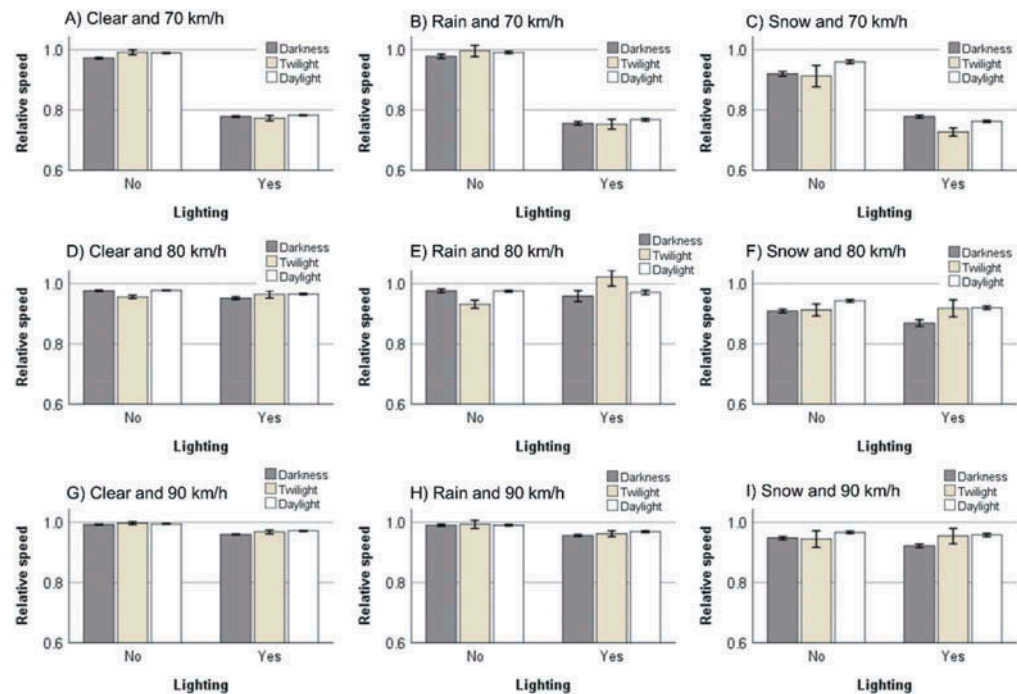 A) Clear and 70 km/h
Darkness
Twilight
Daylight
Relative speed
1.0
0.8
0.6
No
Yes
Lighting
B) Rain and 70 km/h
Darkness
Twilight
Daylight
Relative speed
1.0
0.8
0.6
No
Yes
Lighting
C) Snow and 70 km/h
Darkness
Twilight
Daylight
Relative speed
1.0
0.8
0.6
No
Yes
Lighting
D) Clear and 80 km/h
Darkness
Twilight
Daylight
Relative speed
1.0
0.8
0.6
No
Yes
Lighting
E) Rain and 80 km/h
Darkness
Twilight
Daylight
Relative speed
1.0
0.8
0.6
No
Yes
Lighting
F) Snow and 80 km/h
Darkness
Twilight
Daylight
Relative speed
1.0
0.8
0.6
No
Yes
Lighting
G) Clear and 90 km/h
Darkness
Twilight
Daylight
Relative speed
1.0
0.8
0.6
No
Yes
Lighting
H) Rain and 90 km/h
Darkness
Twilight
Daylight
Relative speed
1.0
0.8
0.6
No
Yes
Lighting
I) Snow and 90 km/h
Darkness
Twilight
Daylight
Relative speed
1.0
0.8
0.6
No
Yes
Lighting